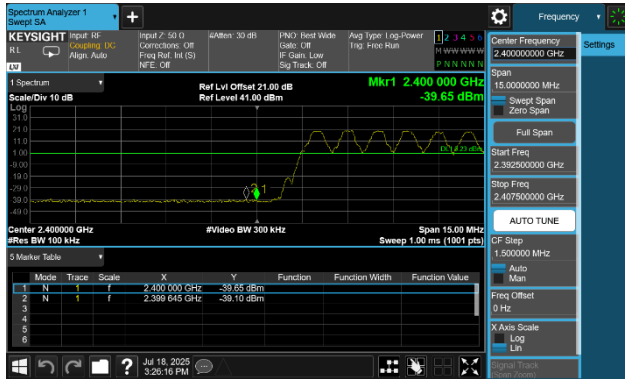 Spectrum Analyzer 1
Swept SA
+
Frequency
KEYSIGHT
RL
LXI
Input: RF
Coupling: DC
Align: Auto
Input Z: 50 Ω
Corrections: Off
Freq Ref: Int (S)
NFE: Off
#Atten: 30 dB
PNO: Best Wide
Gate: Off
IF Gain: Low
Sig Track: Off
Avg Type: Log-Power
Trig: Free Run
1 2 3 4 5 6
M W W W W W
P N N N N N
1 Spectrum
Scale/Div 10 dB
Ref Lvl Offset 21.00 dB
Ref Level 41.00 dBm
Mkr1 2.400 000 GHz
-39.65 dBm
Log
31.0
21.0
11.0
1.00
-9.00
-19.0
-29.0
-39.0
-49.0
2
1
Center 2.400000 GHz
#Res BW 100 kHz
#Video BW 300 kHz
Span 15.00 MHz
Sweep 1.00 ms (1001 pts)
5 Marker Table
Mode Trace Scale X Y Function Function Width Function Value
1 N 1 f 2.400 000 GHz -39.65 dBm
2 N 1 f 2.399 645 GHz -39.10 dBm
3
4
5
6
?
Jul 18, 2025
3:26:16 PM
Center Frequency
2.400000000 GHz
Settings
Span
15.0000000 MHz
Swept Span
Zero Span
Full Span
Start Freq
2.392500000 GHz
Stop Freq
2.407500000 GHz
AUTO TUNE
CF Step
1.500000 MHz
Auto
Man
Freq Offset
0 Hz
X Axis Scale
Log
Lin
Signal Track
(Span Zoom)